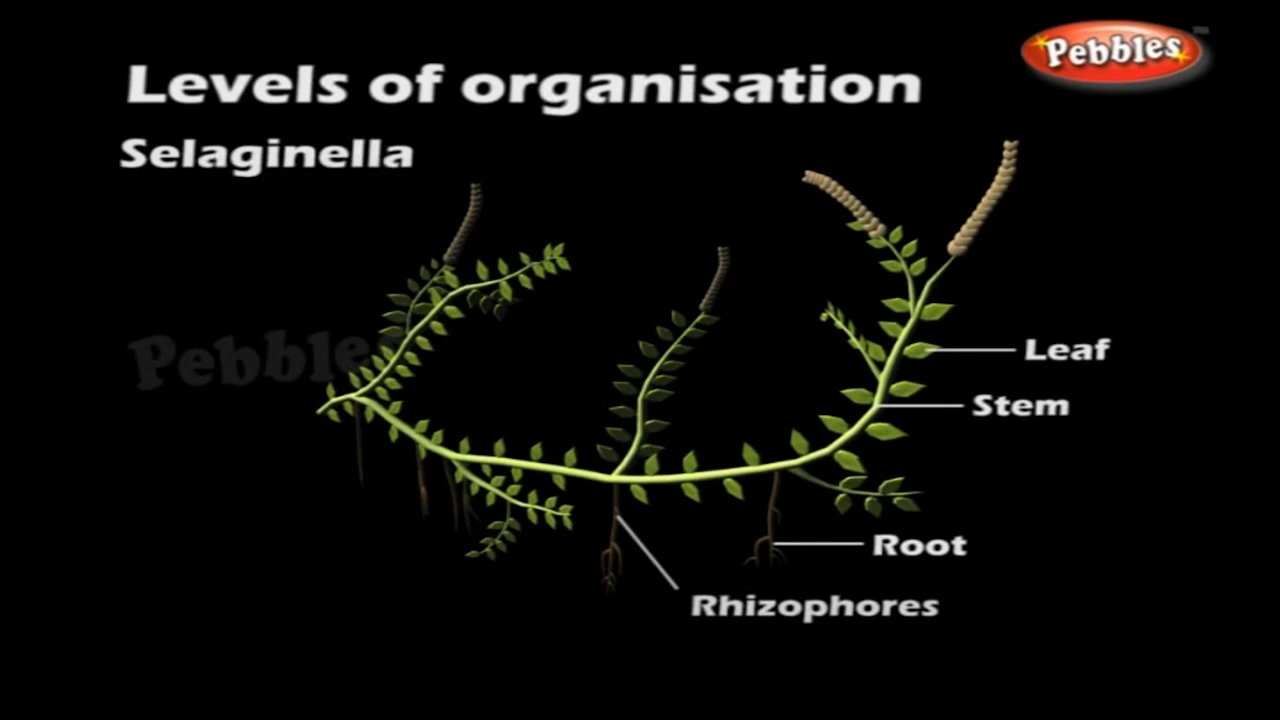 Pebbles
Levels of organisation
Selaginella
Pebbles
Leaf
Stem
Root
Rhizophores